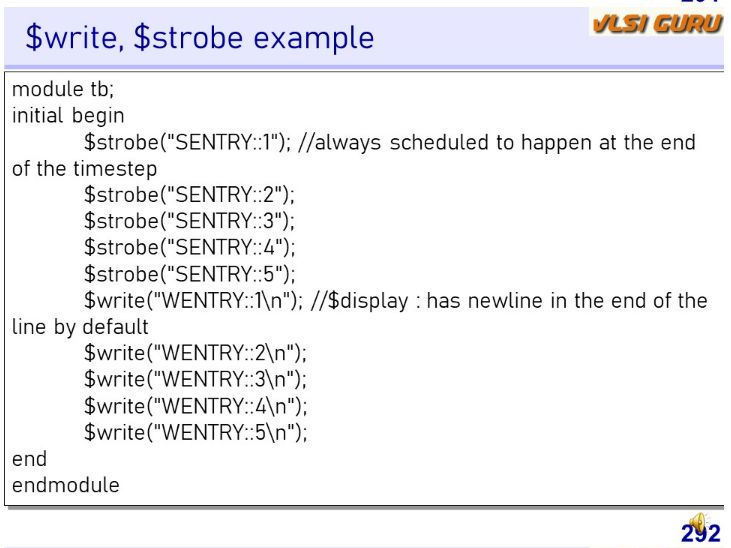 $write, $strobe example
VLSI GURU
module tb;
initial begin
$strobe("SENTRY::1"); //always scheduled to happen at the end
of the timestep
$strobe("SENTRY::2");
$strobe("SENTRY::3");
$strobe("SENTRY::4");
$strobe("SENTRY::5");
$write("WENTRY::1\n"); //$display : has newline in the end of the
line by default
$write("WENTRY::2\n");
$write("WENTRY::3\n");
$write("WENTRY::4\n");
$write("WENTRY::5\n");
end
endmodule
292